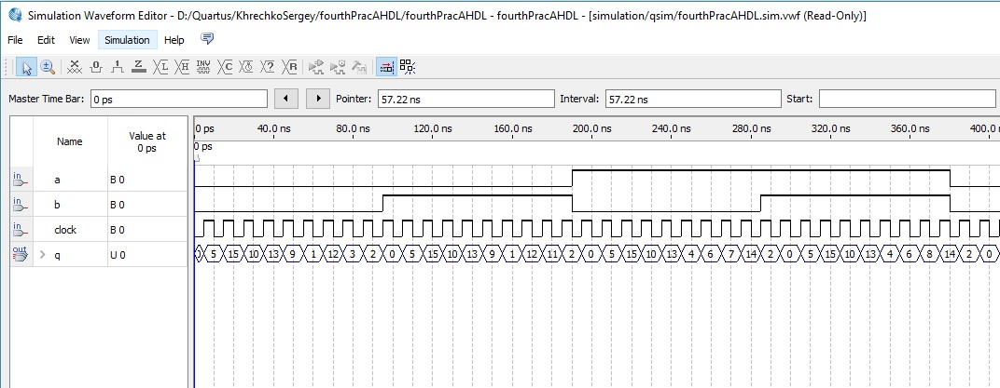 Simulation Waveform Editor - D:/Quartus/KhrechkoSergey/fourthPracAHDL/fourthPracAHDL - fourthPracAHDL - [simulation/qsim/fourthPracAHDL.sim.vwf (Read-Only)]
File Edit View Simulation Help
Master Time Bar: 0 ps Pointer: 57.22 ns Interval: 57.22 ns Start:
Name Value at 0 ps 0 ps 40.0 ns 80.0 ns 120.0 ns 160.0 ns 200.0 ns 240.0 ns 280.0 ns 320.0 ns 360.0 ns 400.0
0 ps
in a B 0
in b B 0
in clock B 0
out q U 0 5 15 10 13 9 1 12 3 2 0 5 15 10 13 9 1 12 11 2 0 5 15 10 13 4 6 7 14 2 0 5 15 10 13 4 6 8 14 2 0